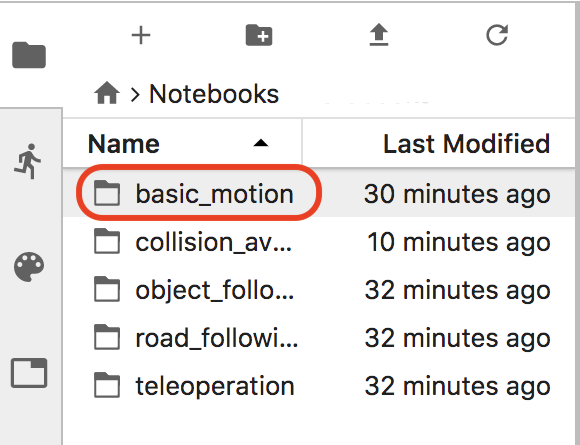 Notebooks
Name Last Modified
basic_motion 30 minutes ago
collision_av... 10 minutes ago
object_follo... 32 minutes ago
road_followi... 32 minutes ago
teleoperation 32 minutes ago